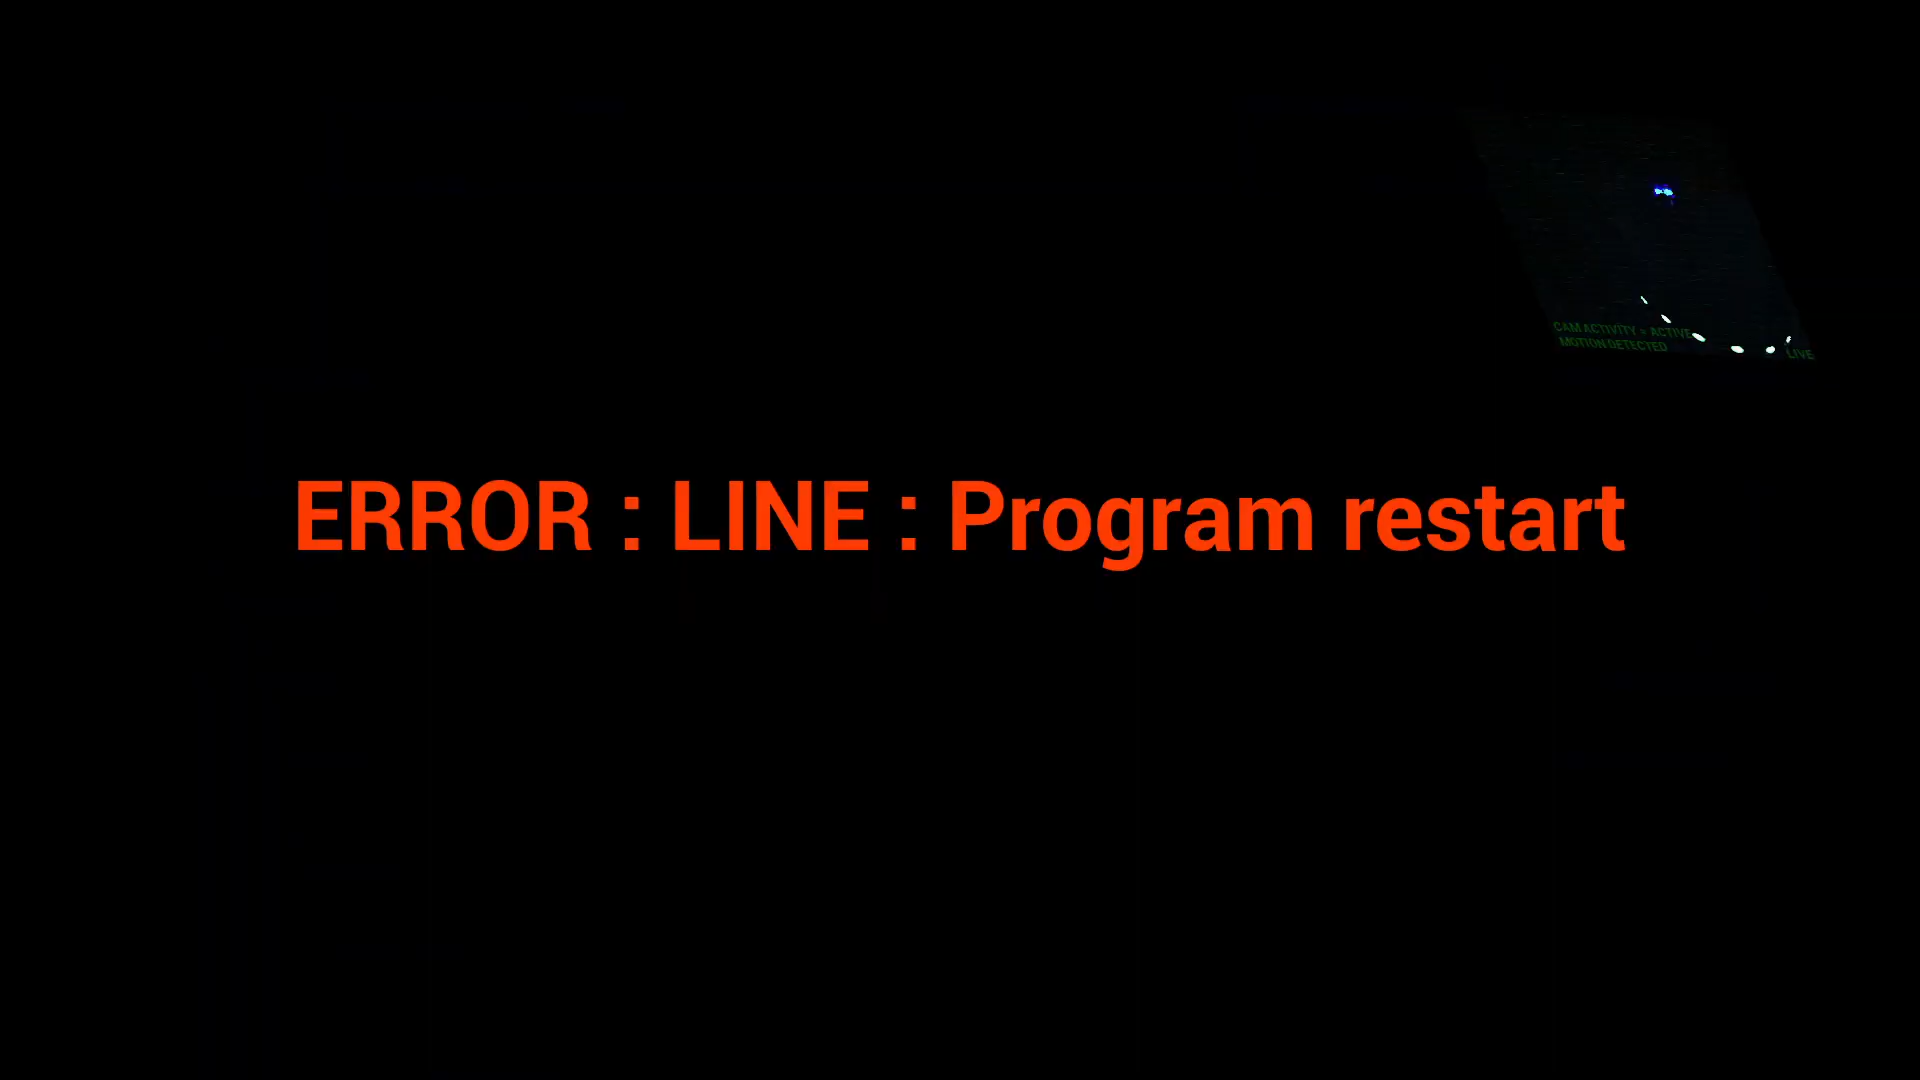 CAM ACTIVITY = ACTIVE
MOTION DETECTED
LIVE
ERROR : LINE : Program restart